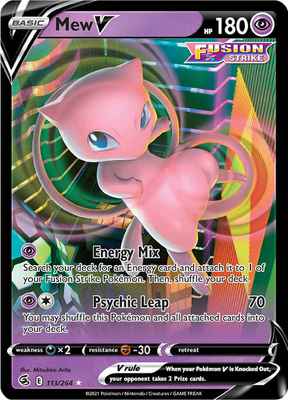 BASIC Mew V HP 180
FUSION
STRIKE
Energy Mix
Search your deck for an Energy card and attach it to 1 of
your Fusion Strike Pokémon. Then, shuffle your deck.
Psychic Leap 70
You may shuffle this Pokémon and all attached cards into
your deck.
weakness ×2 resistance -30 retreat
Illus. Mitsuhiro Arita
113/264
V rule
When your Pokémon V is Knocked Out,
your opponent takes 2 Prize cards.
©2021 Pokémon / Nintendo / Creatures / GAME FREAK